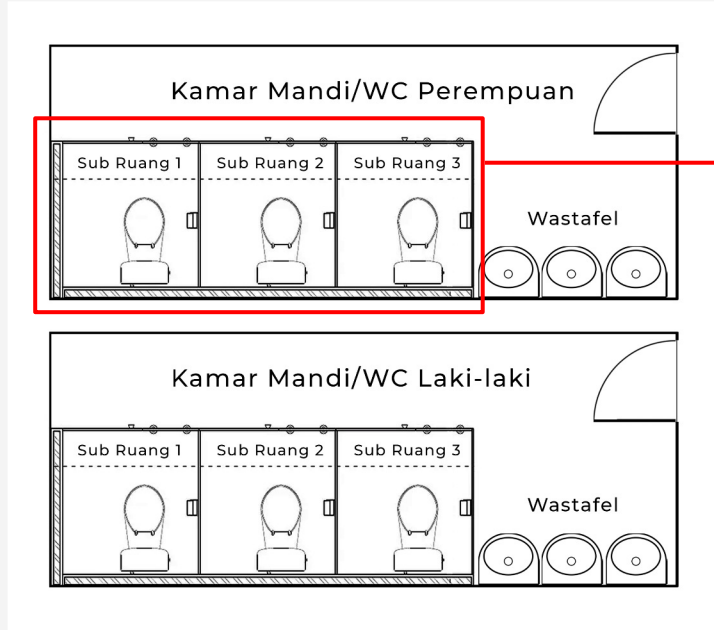 Kamar Mandi/WC Perempuan
Sub Ruang 1
Sub Ruang 2
Sub Ruang 3
Wastafel
Kamar Mandi/WC Laki-laki
Sub Ruang 1
Sub Ruang 2
Sub Ruang 3
Wastafel